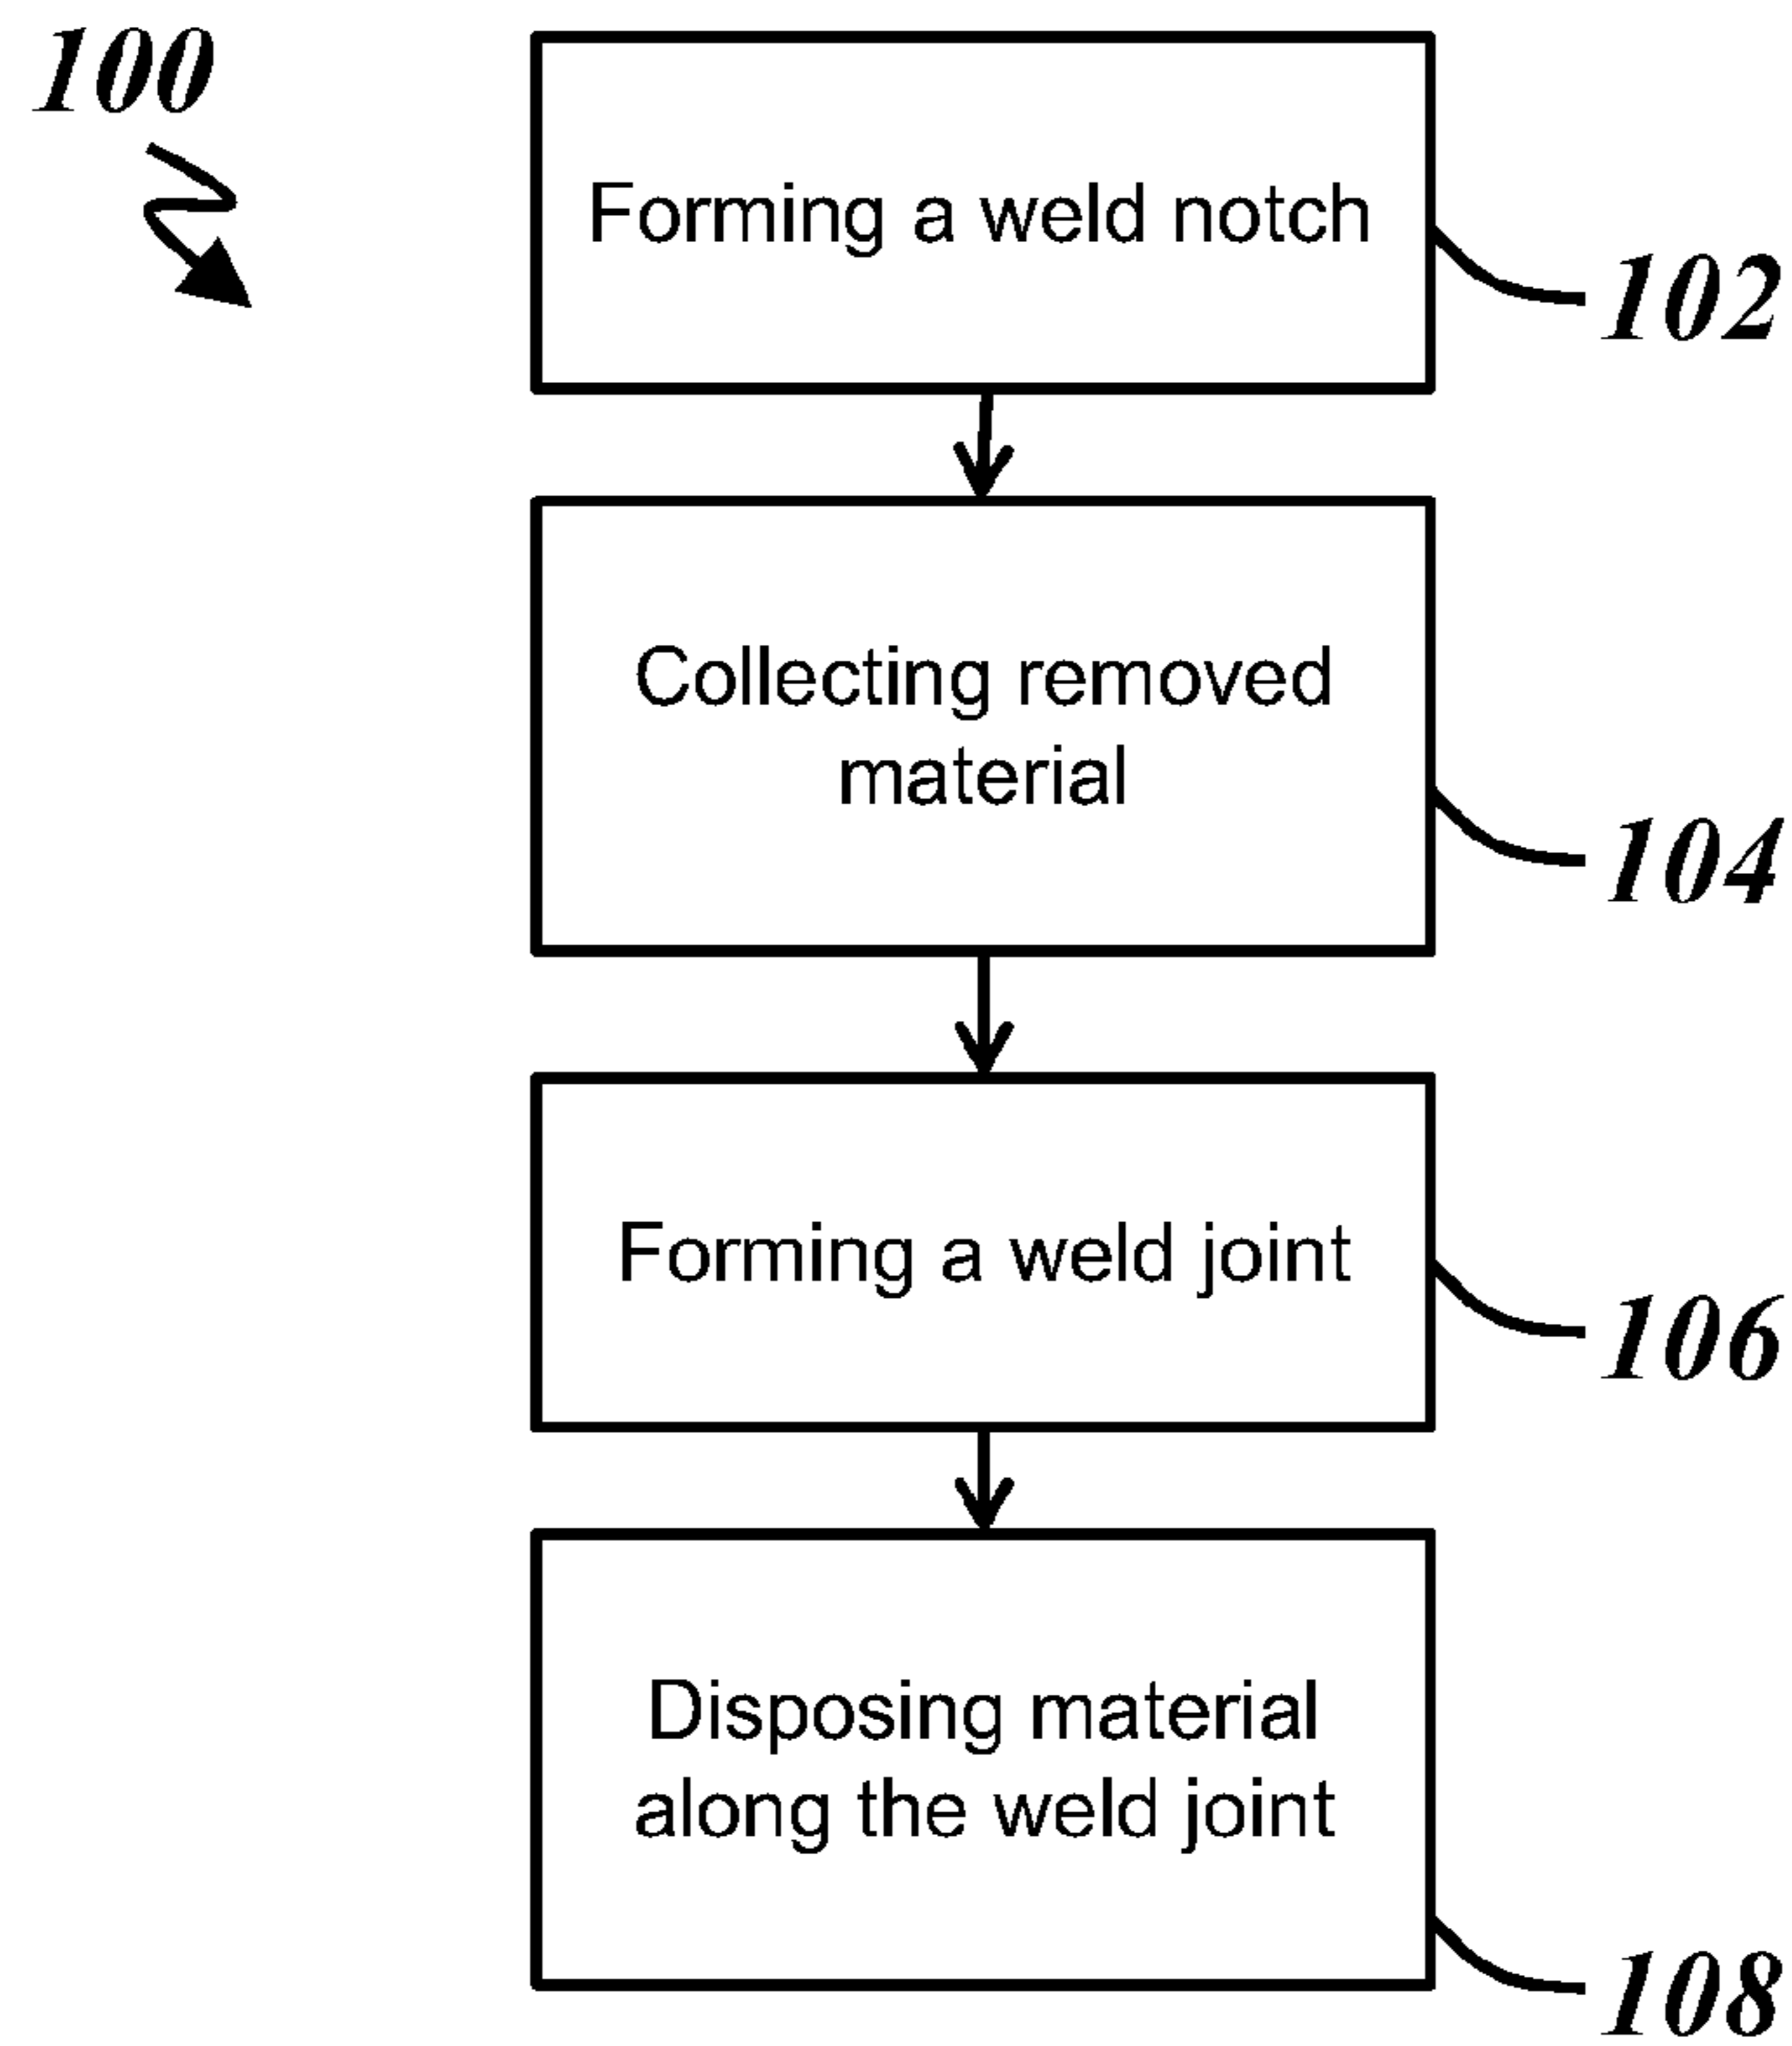 100
Forming a weld notch
102
Collecting removed
material
104
Forming a weld joint
106
Disposing material
along the weld joint
108